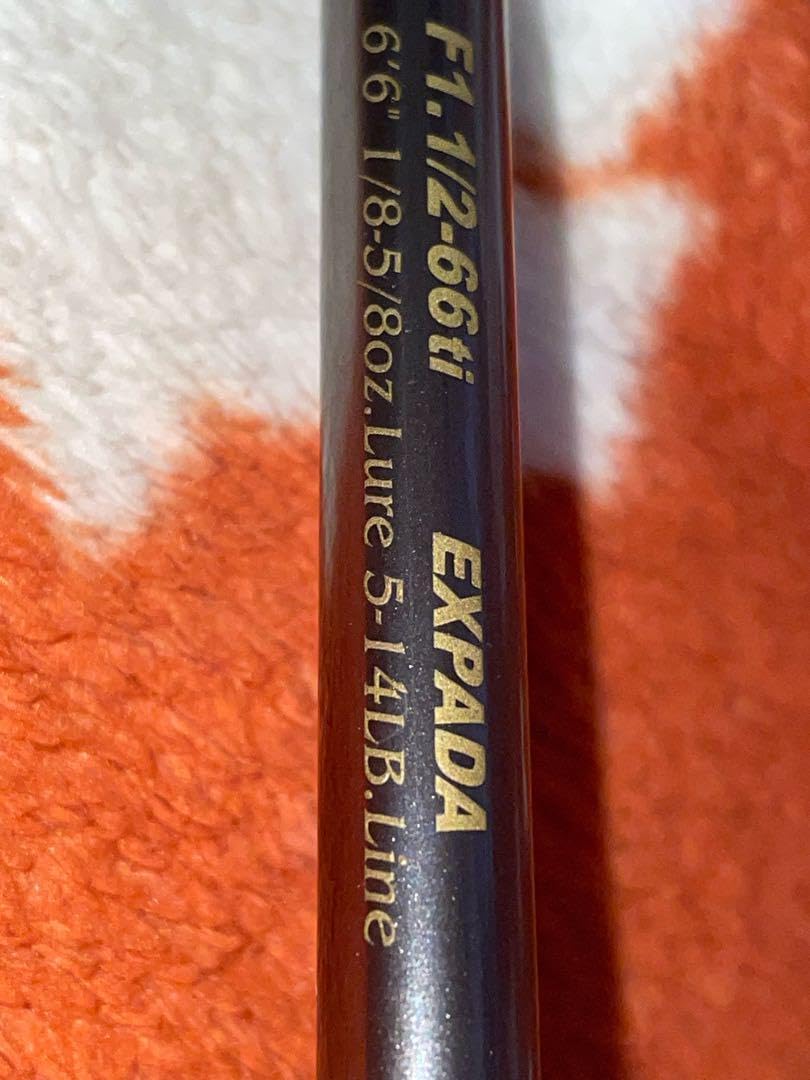 F1.1/2-66ti EXPADA
6'6" 1/8-5/8oz.Lure 5-14LB.Line